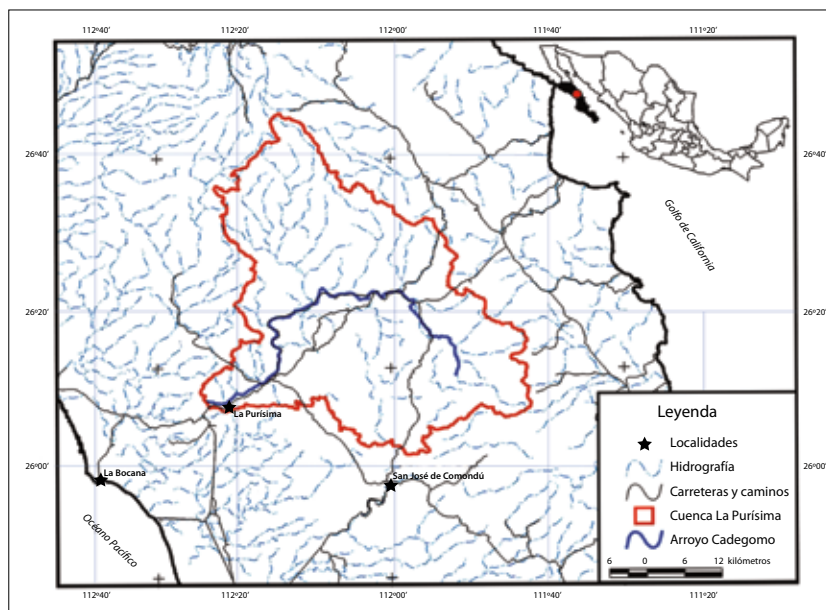 112º40' 112º20' 112º00' 111º40' 111º20'
26º40' 26º40'
Golfo de California
26º20' 26º20'
La Purísima
La Bocana
26º00' 26º00'
San José de Comondú
Océano Pacífico
Leyenda
Localidades
Hidrografía
Carreteras y caminos
Cuenca La Purísima
Arroyo Cadegomo
6 0 6 12 kilómetros
112º40' 112º20' 112º00' 111º40' 111º20'